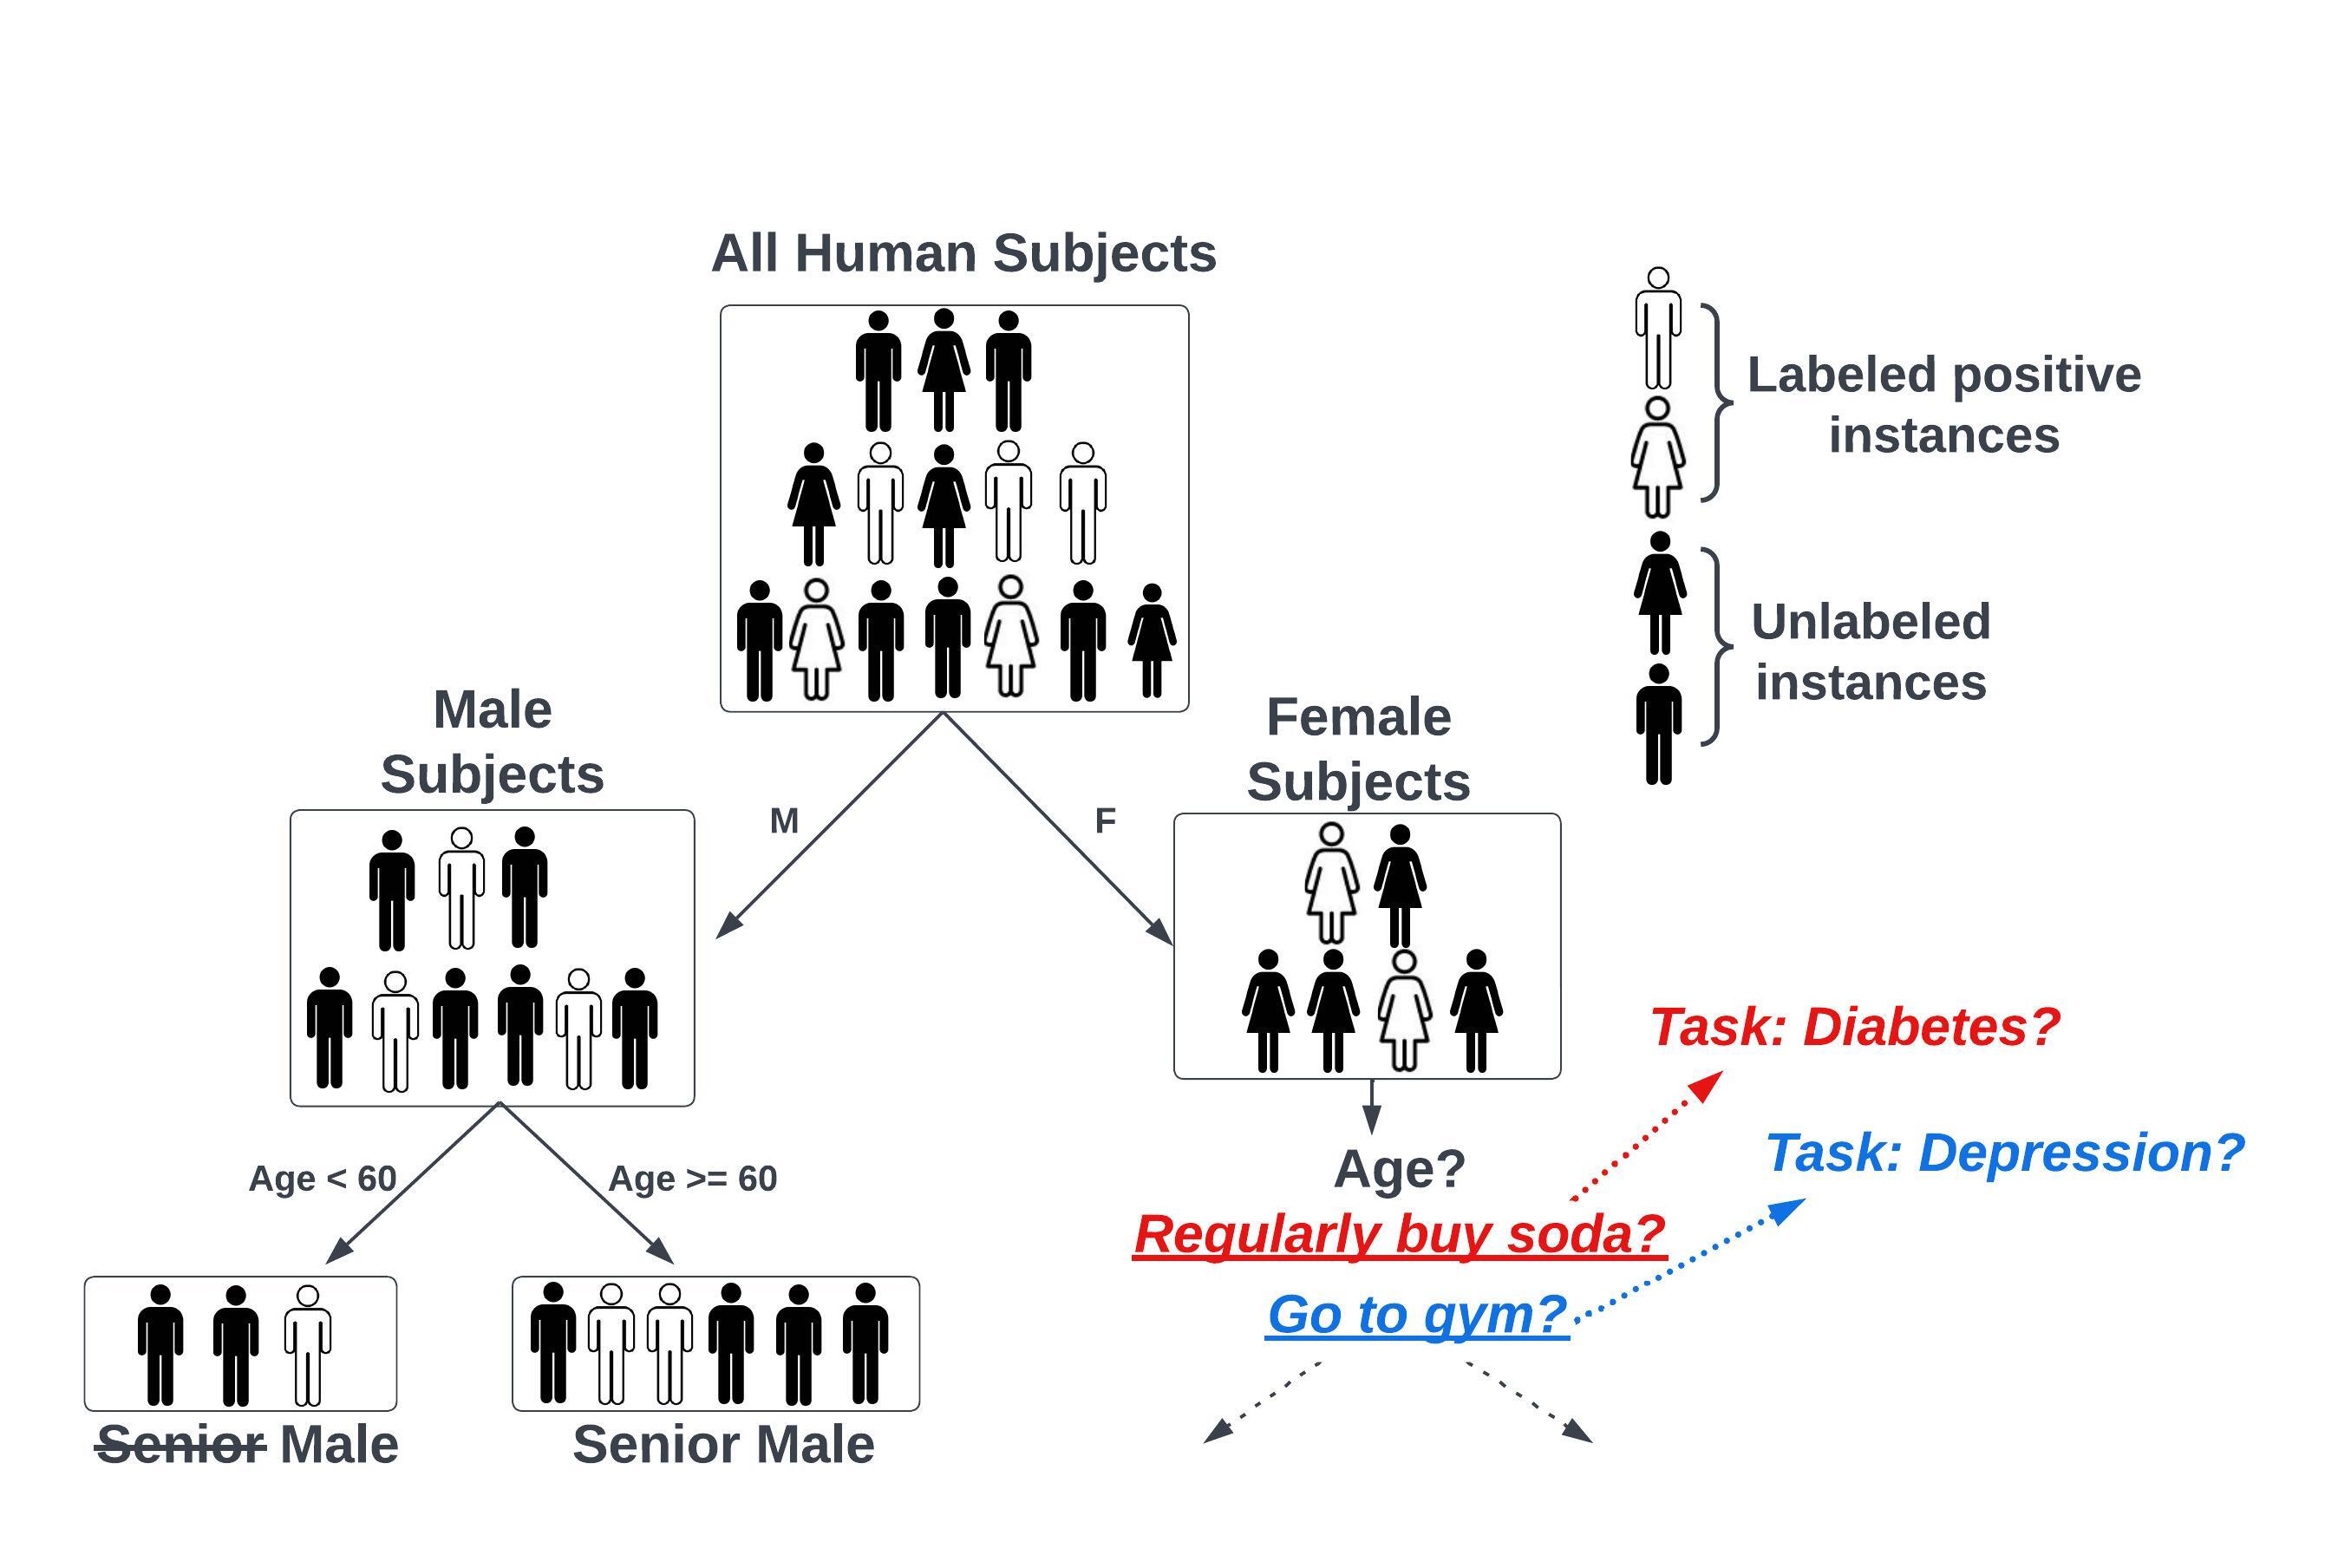 All Human Subjects
Labeled positive
instances
Unlabeled
instances
Male
Subjects
Female
Subjects
M
F
Age < 60
Age >= 60
Senior Male
Senior Male
Age?
Regularly buy soda?
Go to gym?
Task: Diabetes?
Task: Depression?